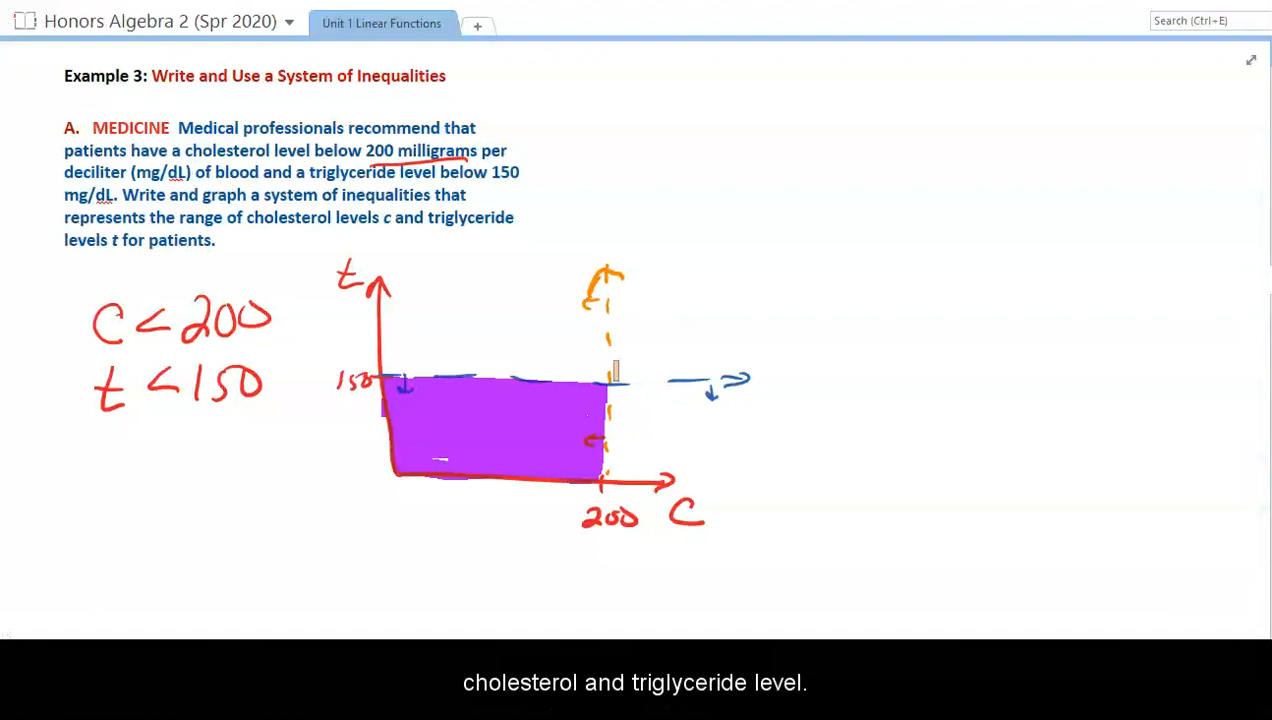 Honors Algebra 2 (Spr 2020)
Unit 1 Linear Functions
+
Search (Ctrl+E)
Example 3: Write and Use a System of Inequalities
A. MEDICINE Medical professionals recommend that
patients have a cholesterol level below 200 milligrams per
deciliter (mg/dL) of blood and a triglyceride level below 150
mg/dL. Write and graph a system of inequalities that
represents the range of cholesterol levels c and triglyceride
levels t for patients.
t
C < 200
t < 150
150
200 C
cholesterol and triglyceride level.